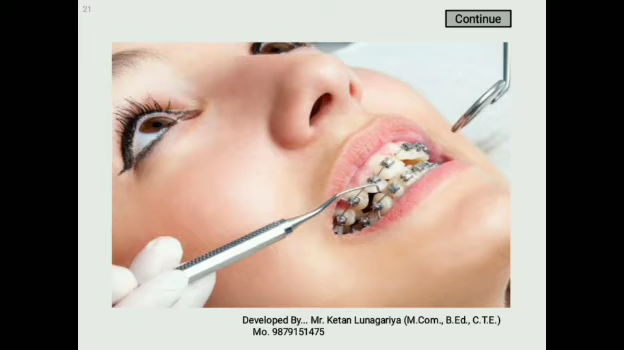 21
Continue
Developed By... Mr. Ketan Lunagariya (M.Com., B.Ed., C.T.E.)
Mo. 9879151475